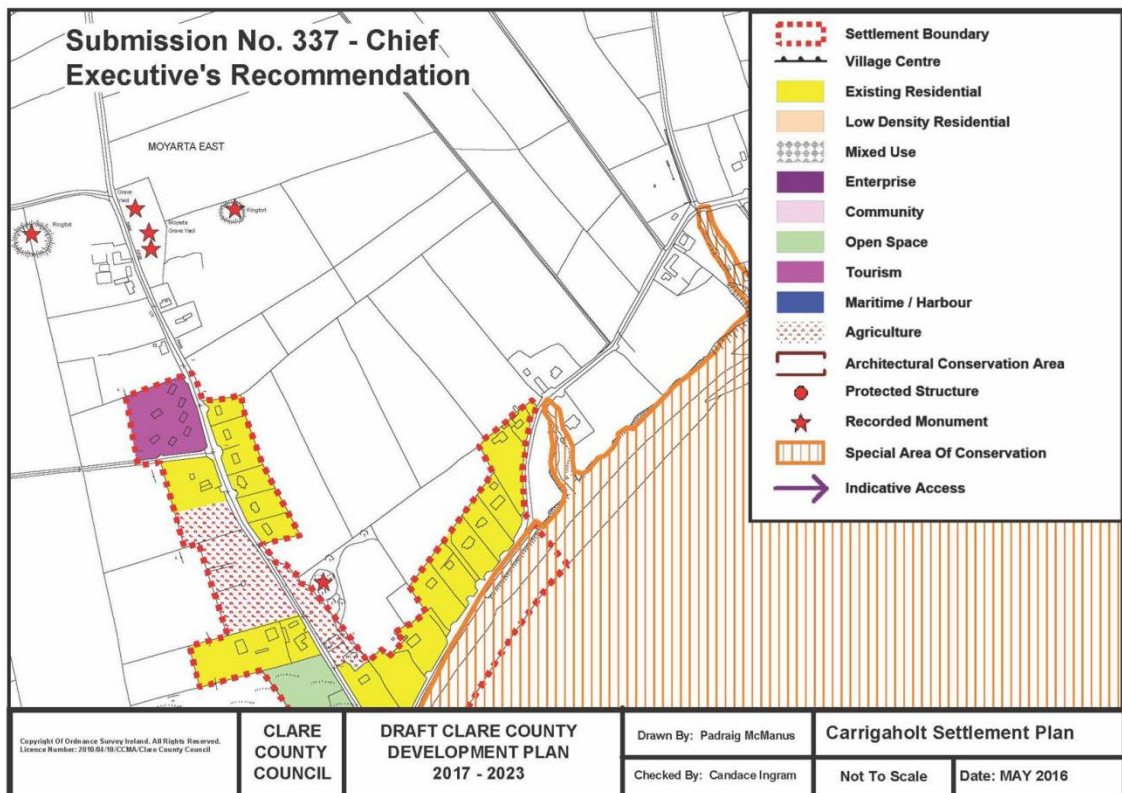 Submission No. 337 - Chief
Executive's Recommendation
MOYARTA EAST
Grave
Yard
Ringfort
Ringfort
Moyarta
Grave Yard
Settlement Boundary
Village Centre
Existing Residential
Low Density Residential
Mixed Use
Enterprise
Community
Open Space
Tourism
Maritime / Harbour
Agriculture
Architectural Conservation Area
Protected Structure
Recorded Monument
Special Area Of Conservation
Indicative Access
Copyright Of Ordnance Survey Ireland. All Rights Reserved.
Licence Number: 2010/04/10/CCMA/Clare County Council
CLARE
COUNTY
COUNCIL
DRAFT CLARE COUNTY
DEVELOPMENT PLAN
2017 - 2023
Drawn By: Padraig McManus
Checked By: Candace Ingram
Carrigaholt Settlement Plan
Not To Scale
Date: MAY 2016